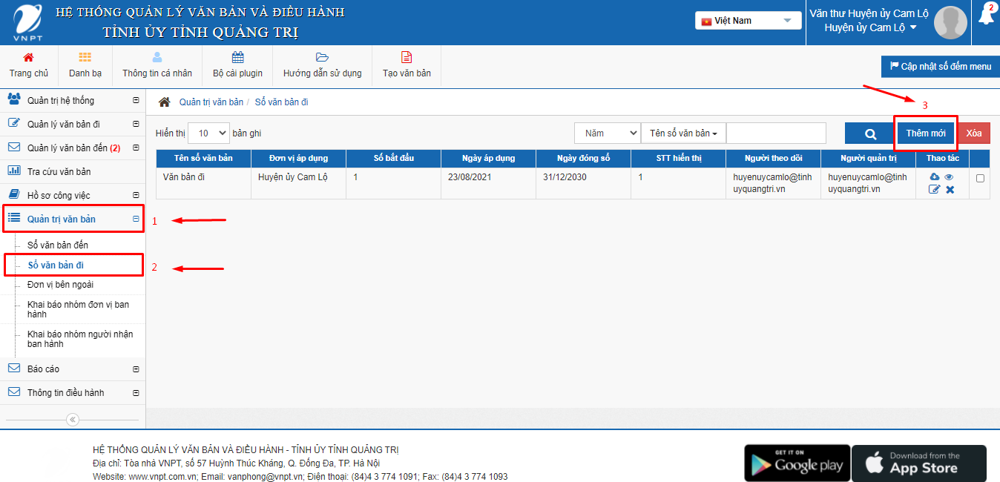 HỆ THỐNG QUẢN LÝ VĂN BẢN VÀ ĐIỀU HÀNH
TỈNH ỦY TỈNH QUẢNG TRỊ
VNPT
Việt Nam
Văn thư Huyện ủy Cam Lộ
Huyện ủy Cam Lộ
2
Trang chủ
Danh bạ
Thông tin cá nhân
Bộ cài plugin
Hướng dẫn sử dụng
Tạo văn bản
Cập nhật số đếm menu
Quản trị hệ thống
Quản lý văn bản đi
Quản lý văn bản đến (2)
Tra cứu văn bản
Hồ sơ công việc
Quản trị văn bản
1
Sổ văn bản đến
Sổ văn bản đi
2
Đơn vị bên ngoài
Khai báo nhóm đơn vị ban
hành
Khai báo nhóm người nhận
ban hành
Báo cáo
Thông tin điều hành
Quản trị văn bản / Sổ văn bản đi
3
Hiển thị 10 bản ghi
Năm
Tên sổ văn bản
Thêm mới
Xóa
Tên sổ văn bản Đơn vị áp dụng Số bắt đầu Ngày áp dụng Ngày đóng sổ STT hiển thị Người theo dõi Người quản trị Thao tác
Văn bản đi Huyện ủy Cam Lộ 1 23/08/2021 31/12/2030 1 huyenuycamlo@tinh huyenuycamlo@tinh
uyquangtri.vn uyquangtri.vn
HỆ THỐNG QUẢN LÝ VĂN BẢN VÀ ĐIỀU HÀNH - TỈNH ỦY TỈNH QUẢNG TRỊ
Địa chỉ: Tòa nhà VNPT, số 57 Huỳnh Thúc Kháng, Q. Đống Đa, TP. Hà Nội
Website: www.vnpt.com.vn; Email: vanphong@vnpt.vn; Điện thoại: (84)4 3 774 1091; Fax: (84)4 3 774 1093
GET IT ON
Google play
Download from the
App Store